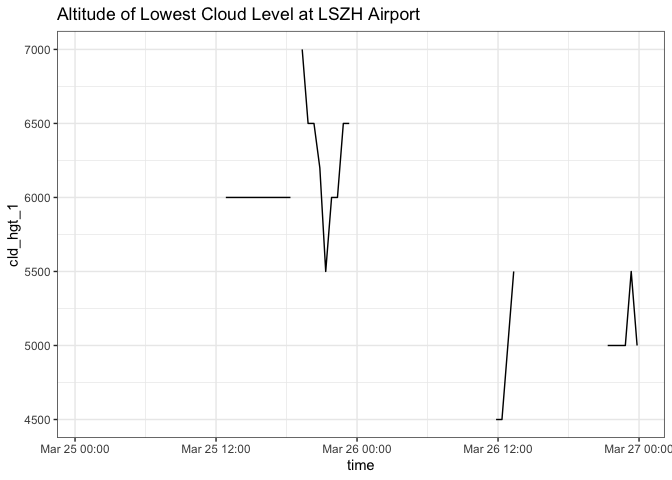 Altitude of Lowest Cloud Level at LSZH Airport
7000
6500
6000
5500
5000
4500
cld_hgt_1
Mar 25 00:00 Mar 25 12:00 Mar 26 00:00 Mar 26 12:00 Mar 27 00:00
time